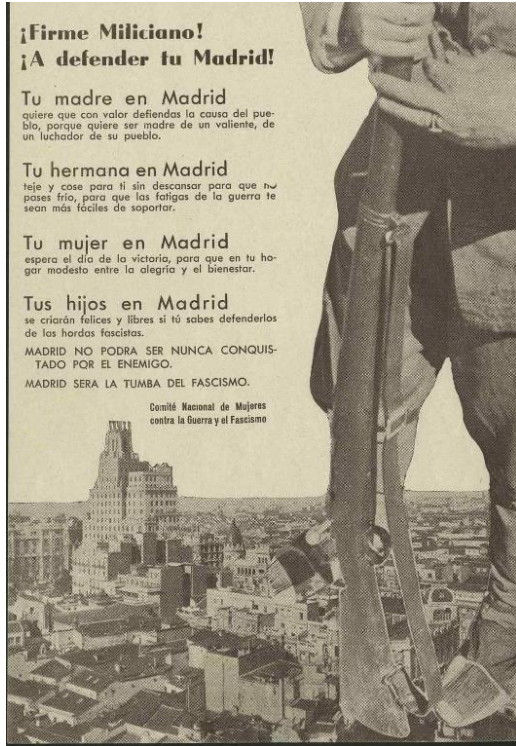 ¡Firme Miliciano!
¡A defender tu Madrid!
Tu madre en Madrid
quiere que con valor defiendas la causa del pue-
blo, porque quiere ser madre de un valiente, de
un luchador de su pueblo.
Tu hermana en Madrid
teje y cose para ti sin descansar para que no
pases frío, para que las fatigas de la guerra te
sean más fáciles de soportar.
Tu mujer en Madrid
espera el día de la victoria, para que en tu ho-
gar modesto entre la alegría y el bienestar.
Tus hijos en Madrid
se criarán felices y libres si tú sabes defenderlos
de las hordas fascistas.
MADRID NO PODRA SER NUNCA CONQUIS-
TADO POR EL ENEMIGO.
MADRID SERA LA TUMBA DEL FASCISMO.
Comité Nacional de Mujeres
contra la Guerra y el Fascismo